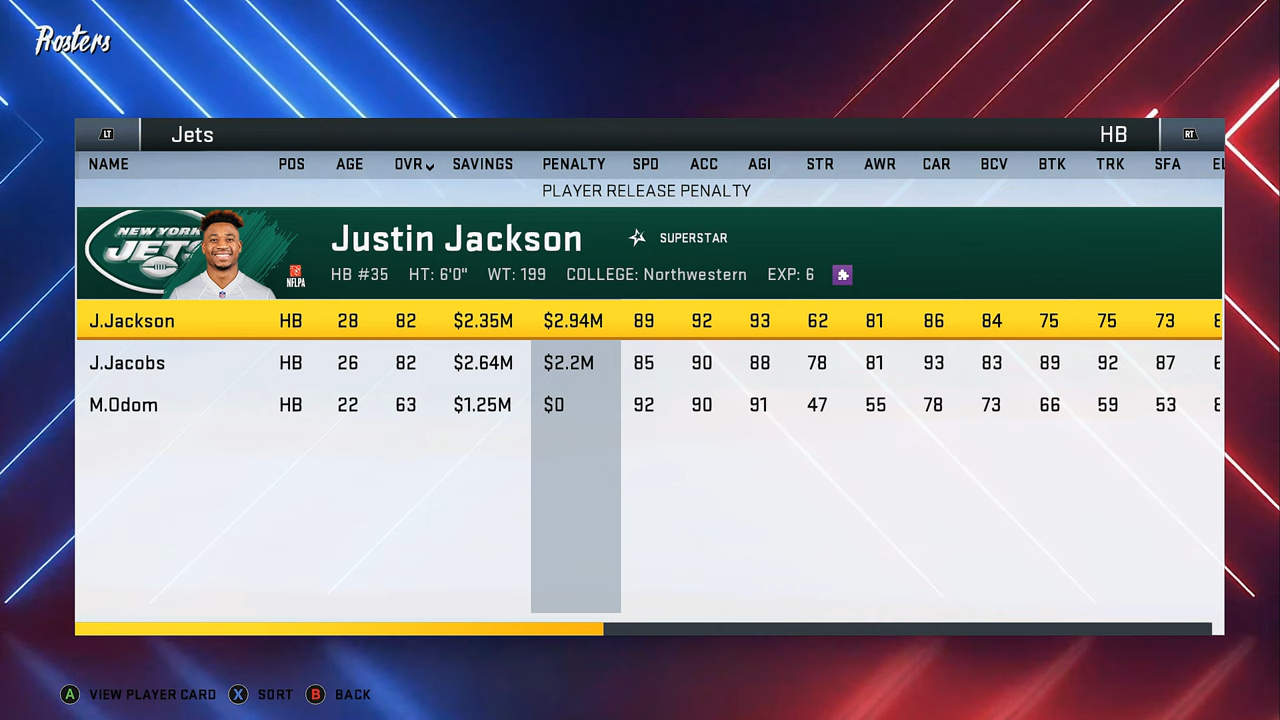 Rosters
LT Jets HB RT
NAME POS AGE OVR SAVINGS PENALTY SPD ACC AGI STR AWR CAR BCV BTK TRK SFA
PLAYER RELEASE PENALTY
NEW YORK
JETS
Justin Jackson SUPERSTAR
HB #35 HT: 6'0" WT: 199 COLLEGE: Northwestern EXP: 6
NFLPA
J.Jackson HB 28 82 $2.35M $2.94M 89 92 93 62 81 86 84 75 75 73
J.Jacobs HB 26 82 $2.64M $2.2M 85 90 88 78 81 93 83 89 92 87
M.Odom HB 22 63 $1.25M $0 92 90 91 47 55 78 73 66 59 53
A VIEW PLAYER CARD X SORT B BACK